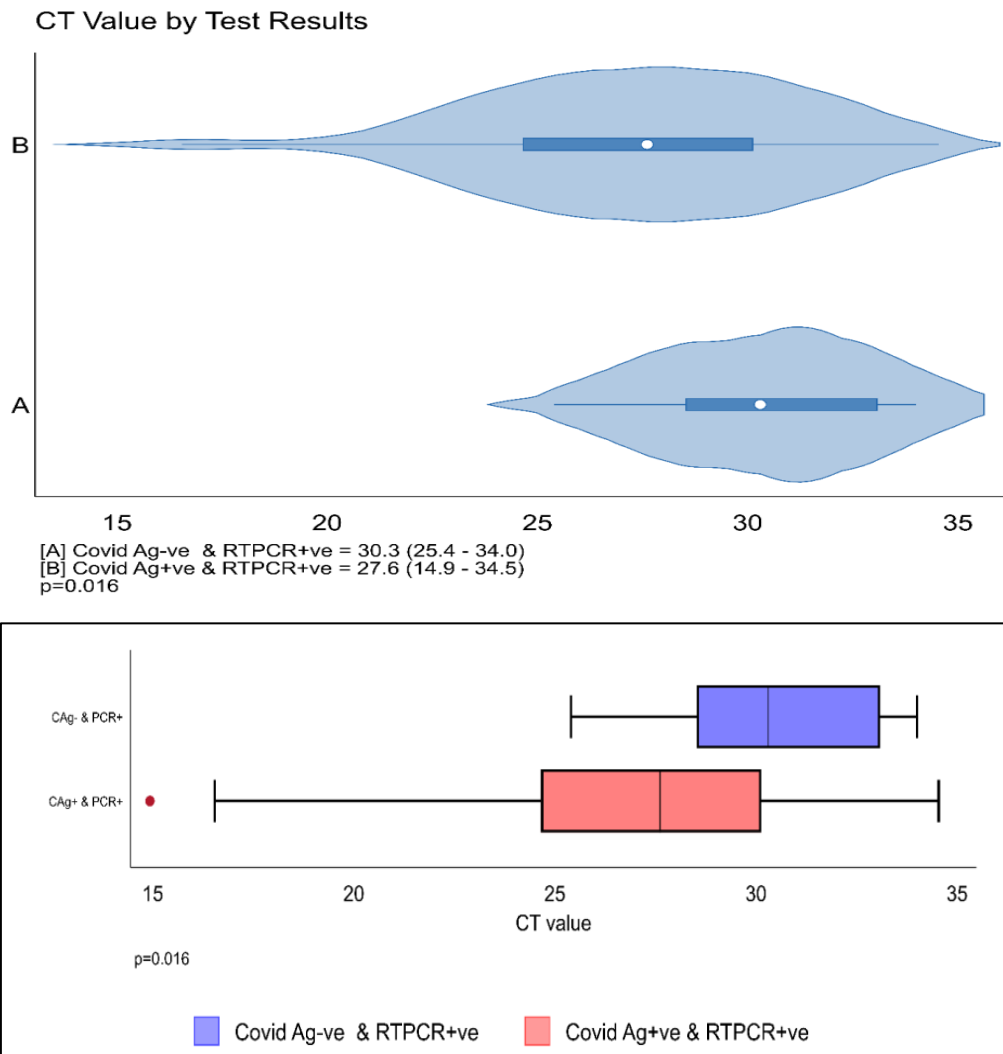 CT Value by Test Results
B
A
15 20 25 30 35
[A] Covid Ag-ve & RTPCR+ve = 30.3 (25.4 - 34.0)
[B] Covid Ag+ve & RTPCR+ve = 27.6 (14.9 - 34.5)
p=0.016
CAg- & PCR+
CAg+ & PCR+
15 20 25 30 35
CT value
p=0.016
Covid Ag-ve & RTPCR+ve Covid Ag+ve & RTPCR+ve